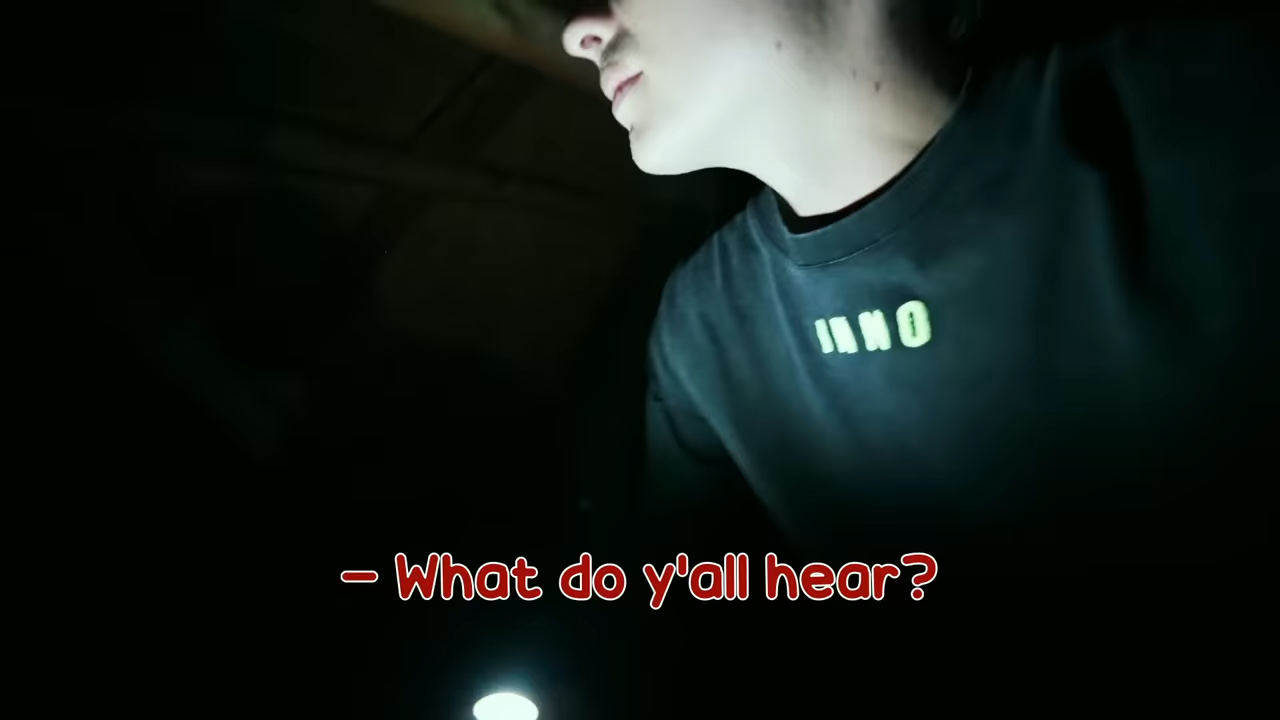 INNO
– What do y'all hear?